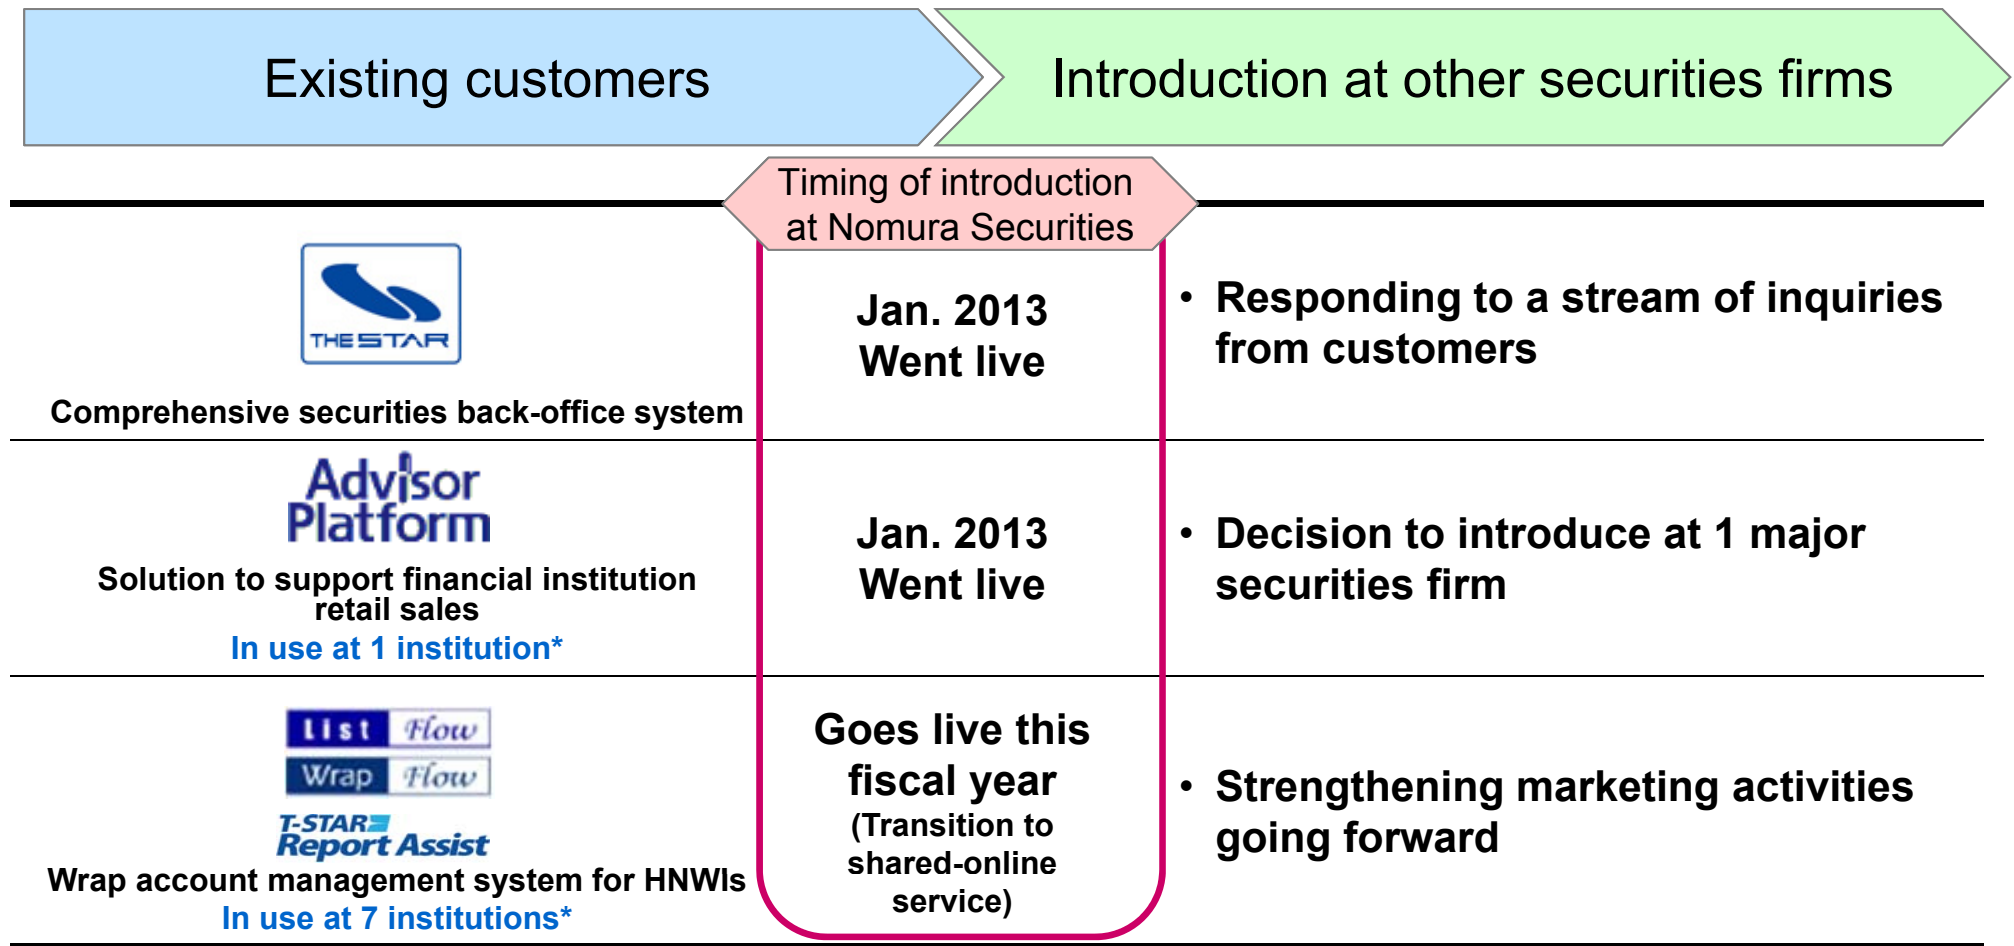 Existing customers
Introduction at other securities firms
Timing of introduction
at Nomura Securities
THE STAR
Comprehensive securities back-office system
Jan. 2013
Went live
• Responding to a stream of inquiries
from customers
Advisor
Platform
Solution to support financial institution
retail sales
In use at 1 institution*
Jan. 2013
Went live
• Decision to introduce at 1 major
securities firm
List Flow
Wrap Flow
T-STAR
Report Assist
Wrap account management system for HNWIs
In use at 7 institutions*
Goes live this
fiscal year
(Transition to
shared-online
service)
• Strengthening marketing activities
going forward